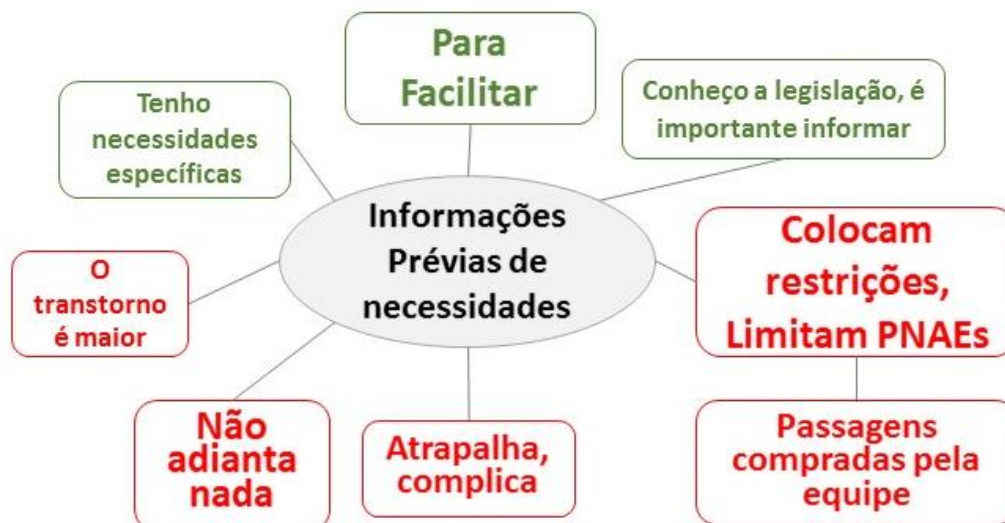 Para
Facilitar
Tenho
necessidades
específicas
Conheço a legislação, é
importante informar
Informações
Prévias de
necessidades
O
transtorno
é maior
Colocam
restrições,
Limitam PNAEs
Não
adianta
nada
Atrapalha,
complica
Passagens
compradas pela
equipe